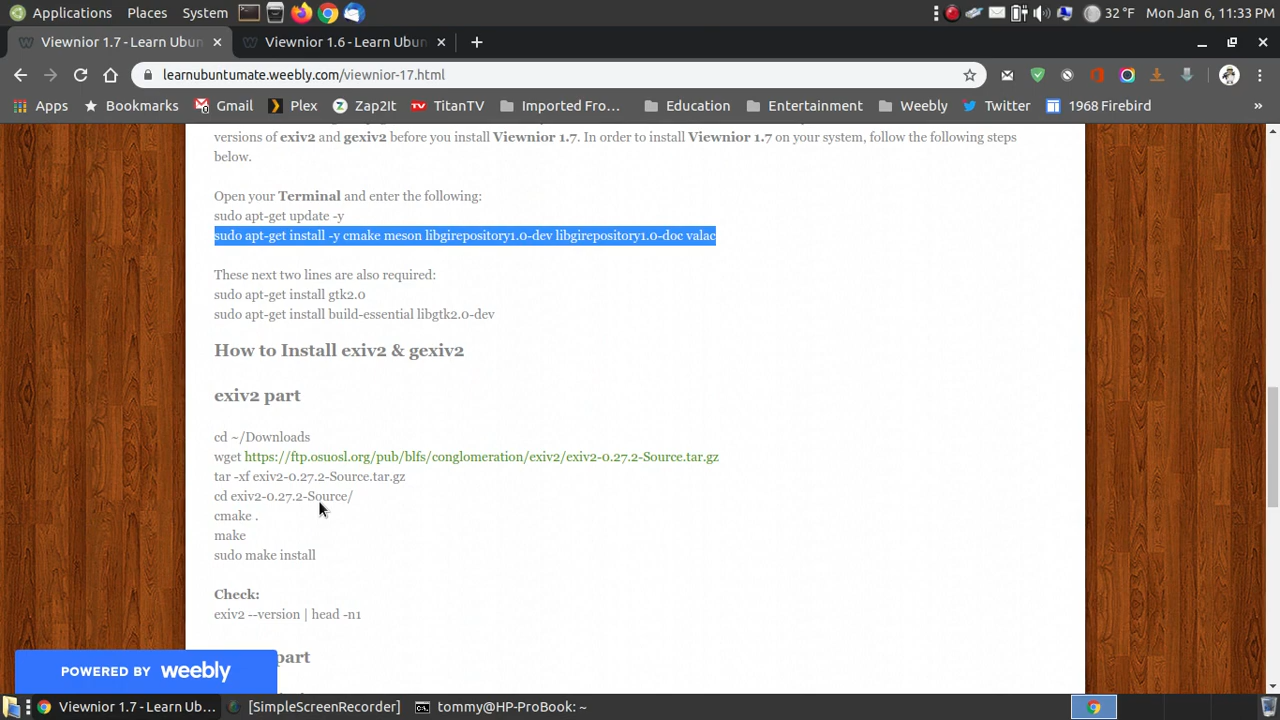 Applications Places System 32 °F Mon Jan 6, 11:33 PM
Viewnior 1.7 - Learn Ubun
Viewnior 1.6 - Learn Ubun
learnubuntumate.weebly.com/viewnior-17.html
Apps Bookmarks Gmail Plex Zap2It TitanTV Imported Fro... Education Entertainment Weebly Twitter 1968 Firebird »
versions of exiv2 and gexiv2 before you install Viewnior 1.7. In order to install Viewnior 1.7 on your system, follow the following steps
below.
Open your Terminal and enter the following:
sudo apt-get update -y
sudo apt-get install -y cmake meson libgirepository1.0-dev libgirepository1.0-doc valac
These next two lines are also required:
sudo apt-get install gtk2.0
sudo apt-get install build-essential libgtk2.0-dev
How to Install exiv2 & gexiv2
exiv2 part
cd ~/Downloads
wget https://ftp.osuosl.org/pub/blfs/conglomeration/exiv2/exiv2-0.27.2-Source.tar.gz
tar -xf exiv2-0.27.2-Source.tar.gz
cd exiv2-0.27.2-Source/
cmake .
make
sudo make install
Check:
exiv2 --version | head -n1
part
POWERED BY weebly
Viewnior 1.7 - Learn Ub... [SimpleScreenRecorder] tommy@HP-ProBook: ~